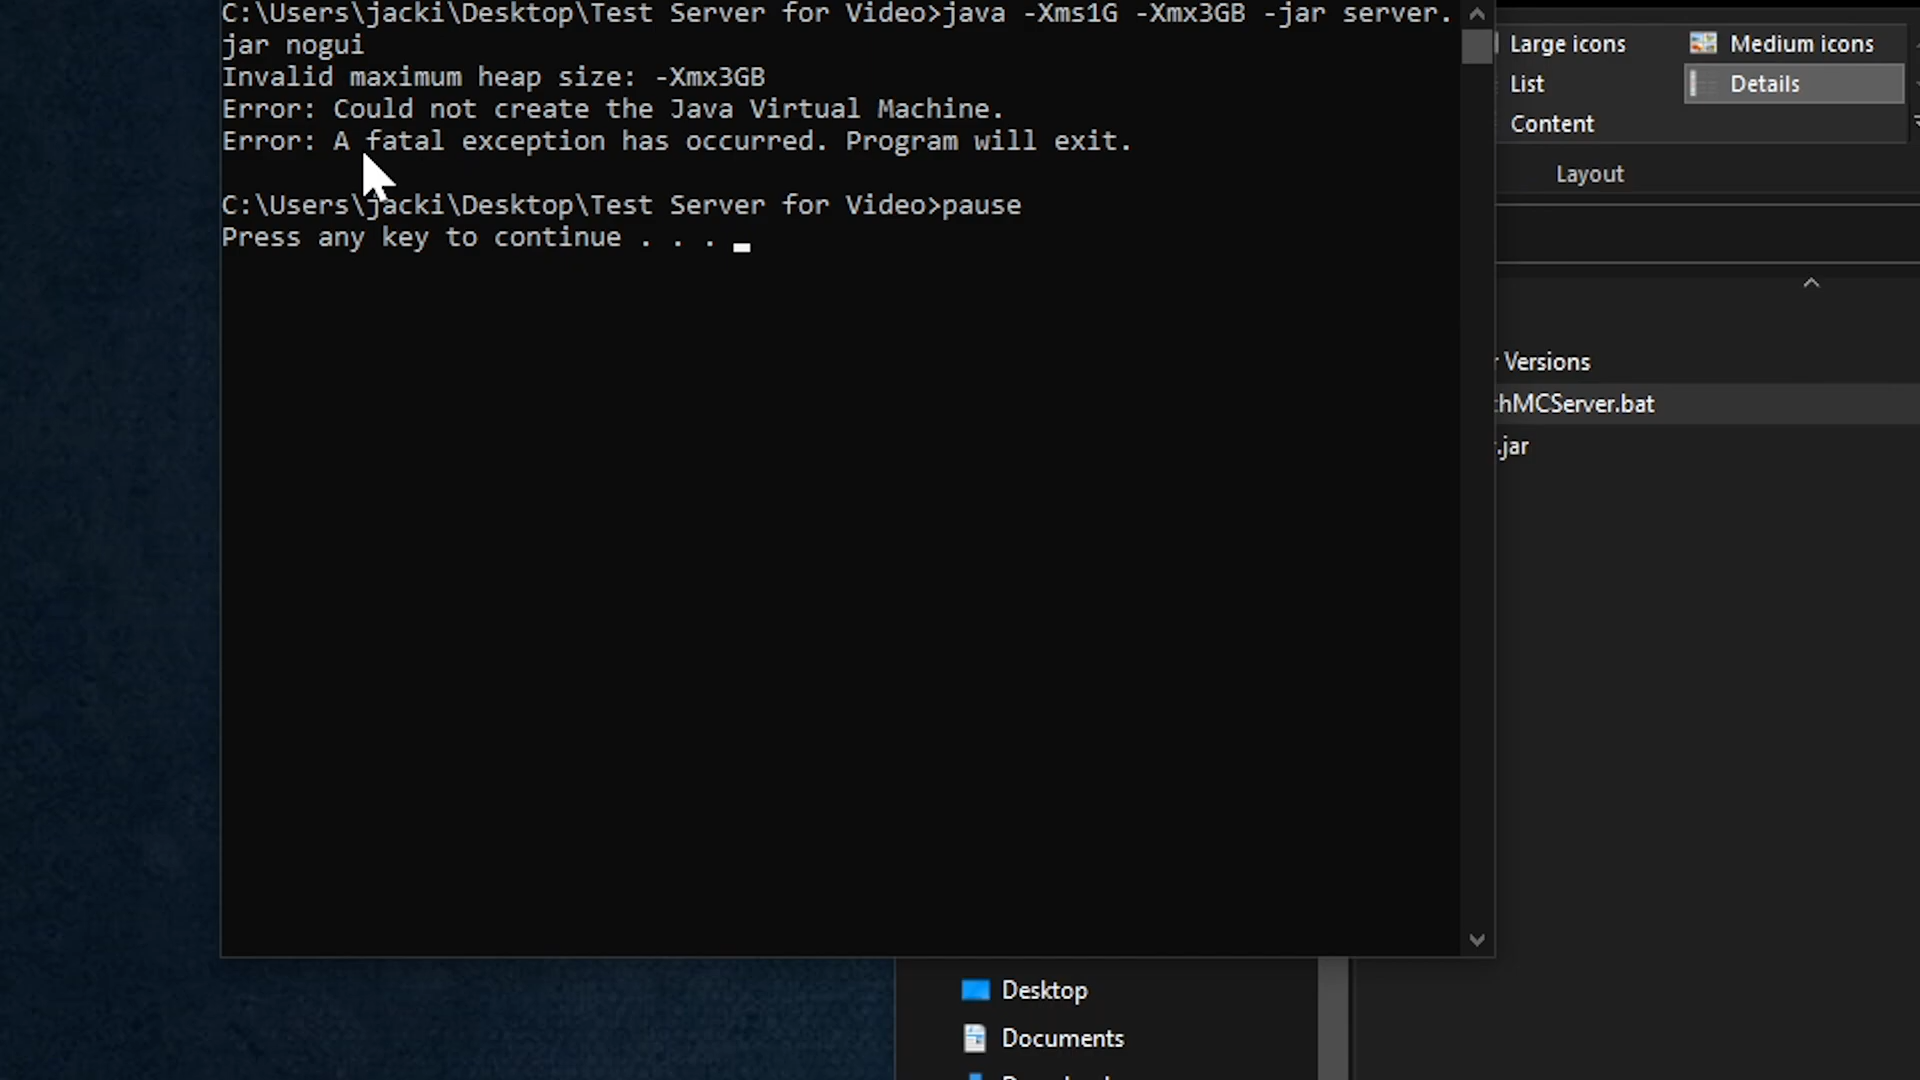 C:\Users\jacki\Desktop\Test Server for Video>java -Xms1G -Xmx3GB -jar server.
jar nogui
Invalid maximum heap size: -Xmx3GB
Error: Could not create the Java Virtual Machine.
Error: A fatal exception has occurred. Program will exit.
C:\Users\jacki\Desktop\Test Server for Video>pause
Press any key to continue . . .
Large icons
Medium icons
List
Details
Content
Layout
r Versions
hMCServer.bat
.jar
Desktop
Documents